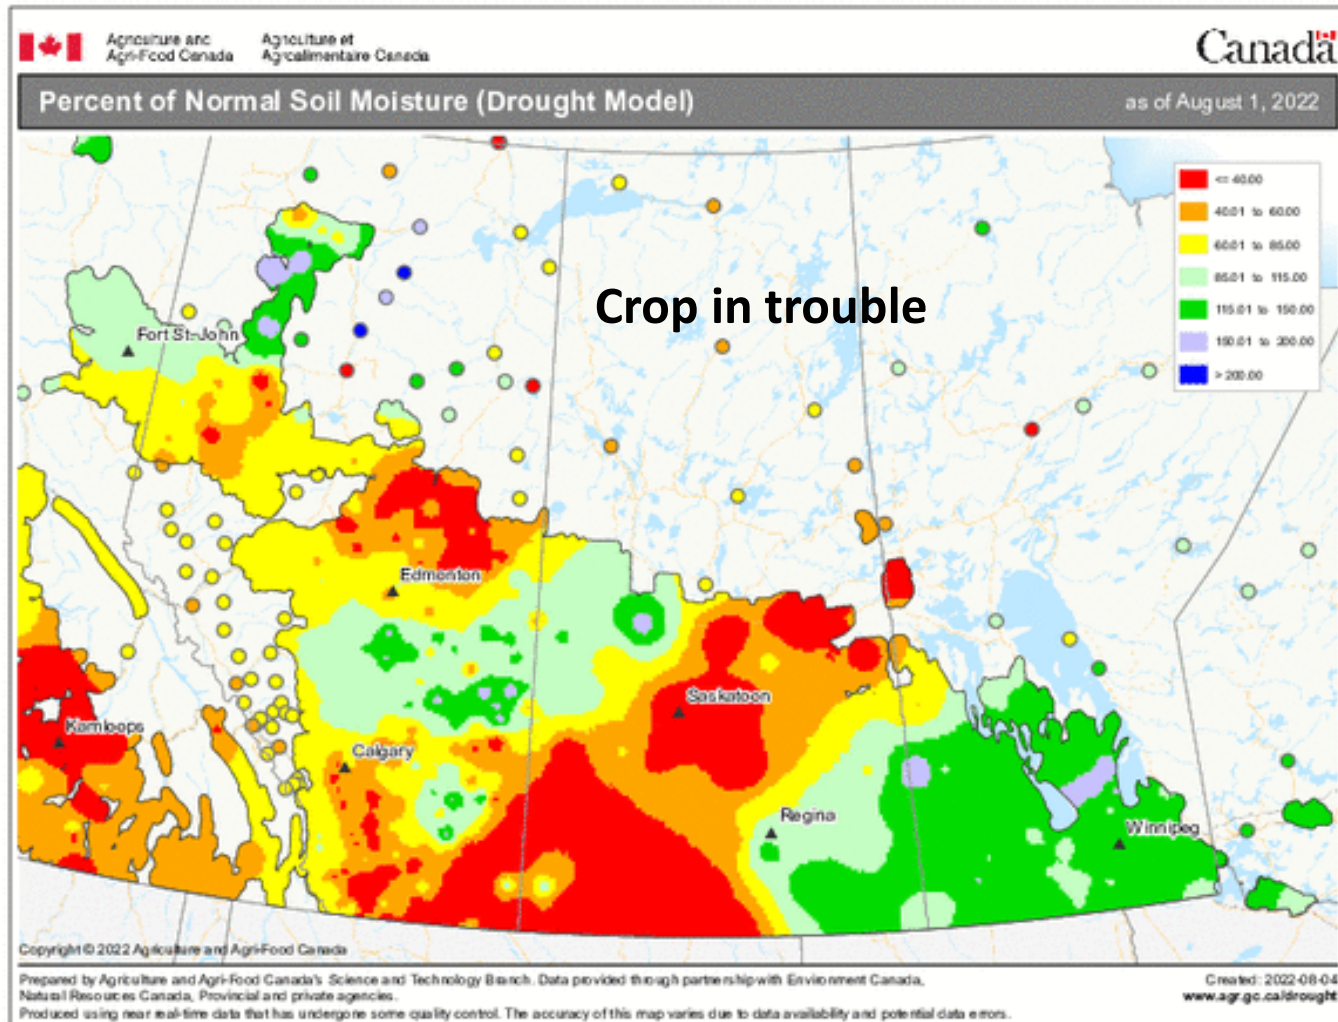 Agriculture and
Agri-Food Canada
Agriculture et
Agroalimentaire Canada
Canada
Percent of Normal Soil Moisture (Drought Model)
as of August 1, 2022
<= 40.00
40.01 to 60.00
60.01 to 85.00
85.01 to 115.00
115.01 to 150.00
150.01 to 200.00
> 200.00
Crop in trouble
Fort St-John
Edmonton
Saskatoon
Kamloops
Calgary
Regina
Winnipeg
Copyright © 2022 Agriculture and Agri-Food Canada
Prepared by Agriculture and Agri-Food Canada's Science and Technology Branch. Data provided through partnership with Environment Canada,
Natural Resources Canada, Provincial and private agencies.
Produced using near real-time data that has undergone some quality control. The accuracy of this map varies due to data availability and potential data errors.
Created: 2022-08-04
www.agr.gc.ca/drought